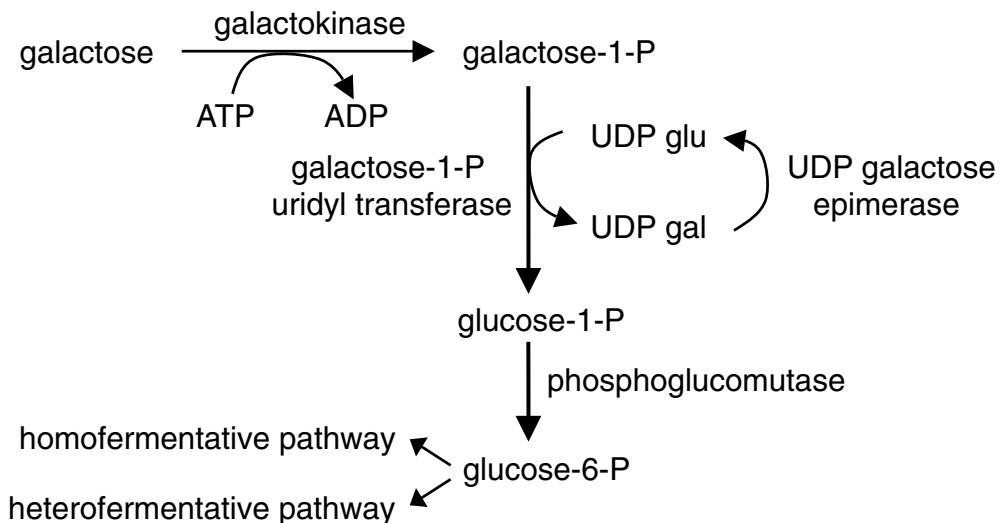 galactokinase
galactose
galactose-1-P
ATP
ADP
UDP glu
galactose-1-P
uridyl transferase
UDP galactose
epimerase
UDP gal
glucose-1-P
phosphoglucomutase
homofermentative pathway
glucose-6-P
heterofermentative pathway